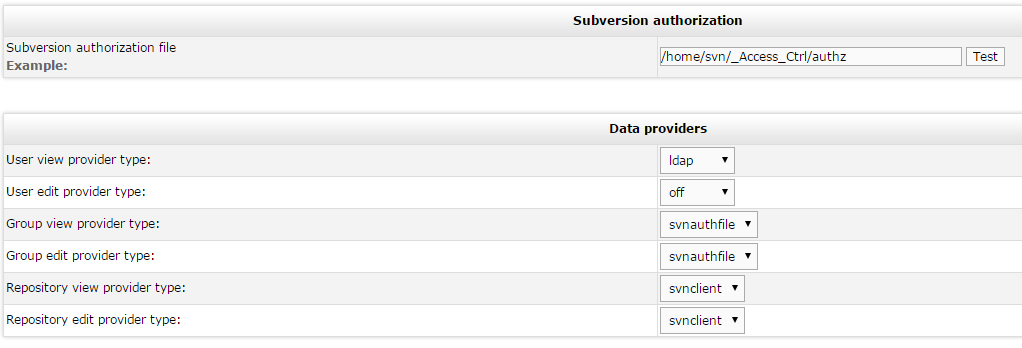 Subversion authorization
Subversion authorization file
Example:
/home/svn/_Access_Ctrl/authz Test
Data providers
User view provider type: ldap
User edit provider type: off
Group view provider type: svnauthfile
Group edit provider type: svnauthfile
Repository view provider type: svnclient
Repository edit provider type: svnclient